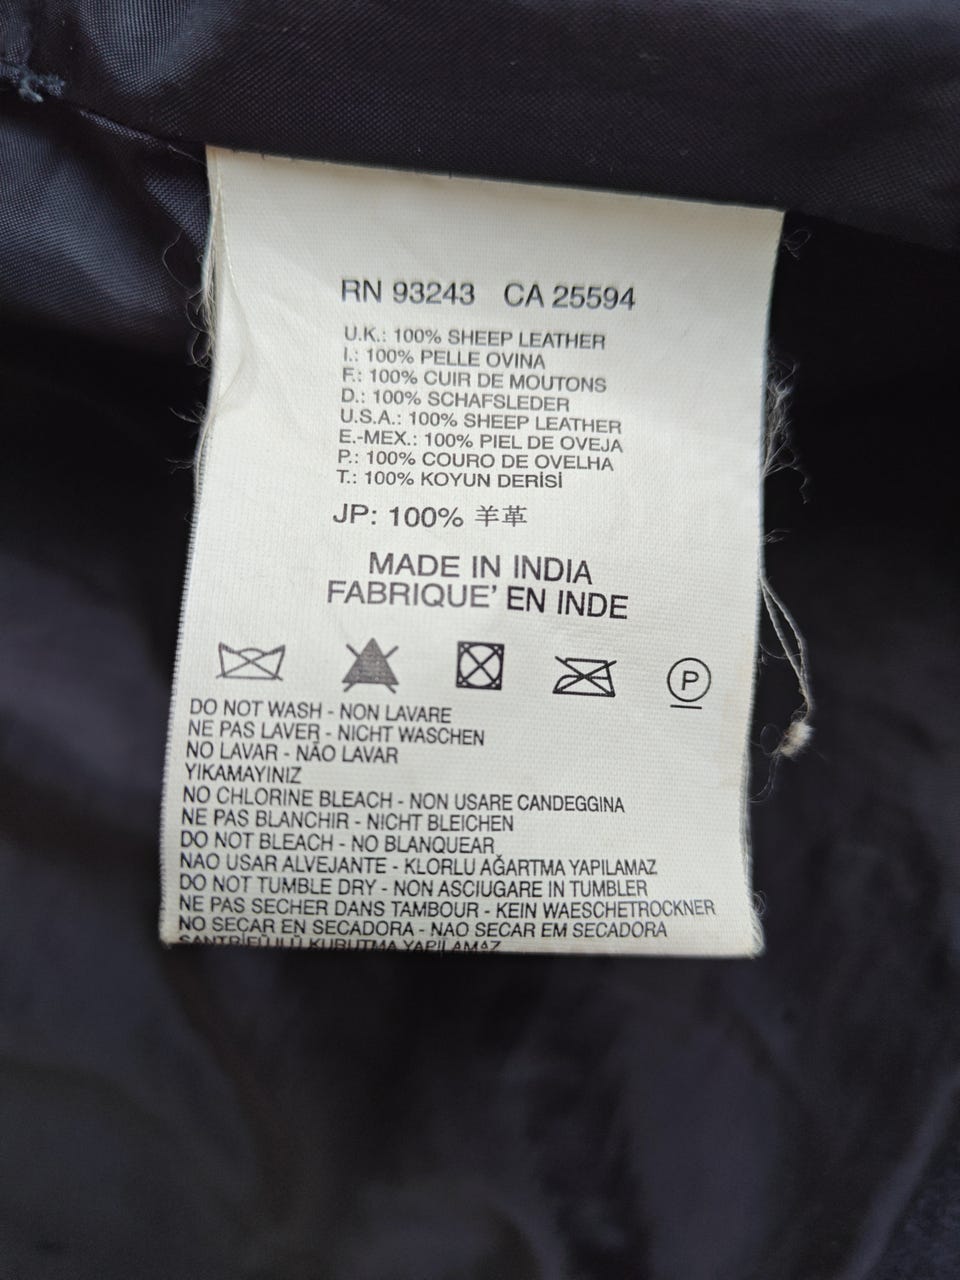 RN 93243 CA 25594
U.K.: 100% SHEEP LEATHER
I.: 100% PELLE OVINA
F.: 100% CUIR DE MOUTONS
D.: 100% SCHAFSLEDER
U.S.A.: 100% SHEEP LEATHER
E.-MEX.: 100% PIEL DE OVEJA
P.: 100% COURO DE OVELHA
T.: 100% KOYUN DERİSİ
JP: 100% 羊革
MADE IN INDIA
FABRIQUE' EN INDE
P
DO NOT WASH - NON LAVARE
NE PAS LAVER - NICHT WASCHEN
NO LAVAR - NÃO LAVAR
YIKAMAYINIZ
NO CHLORINE BLEACH - NON USARE CANDEGGINA
NE PAS BLANCHIR - NICHT BLEICHEN
DO NOT BLEACH - NO BLANQUEAR
NAO USAR ALVEJANTE - KLORLU AĞARTMA YAPILAMAZ
DO NOT TUMBLE DRY - NON ASCIUGARE IN TUMBLER
NE PAS SECHER DANS TAMBOUR - KEIN WAESCHETROCKNER
NO SECAR EN SECADORA - NAO SECAR EM SECADORA
SANTRİFÜJLÜ KURUTMA YAPILAMAZ